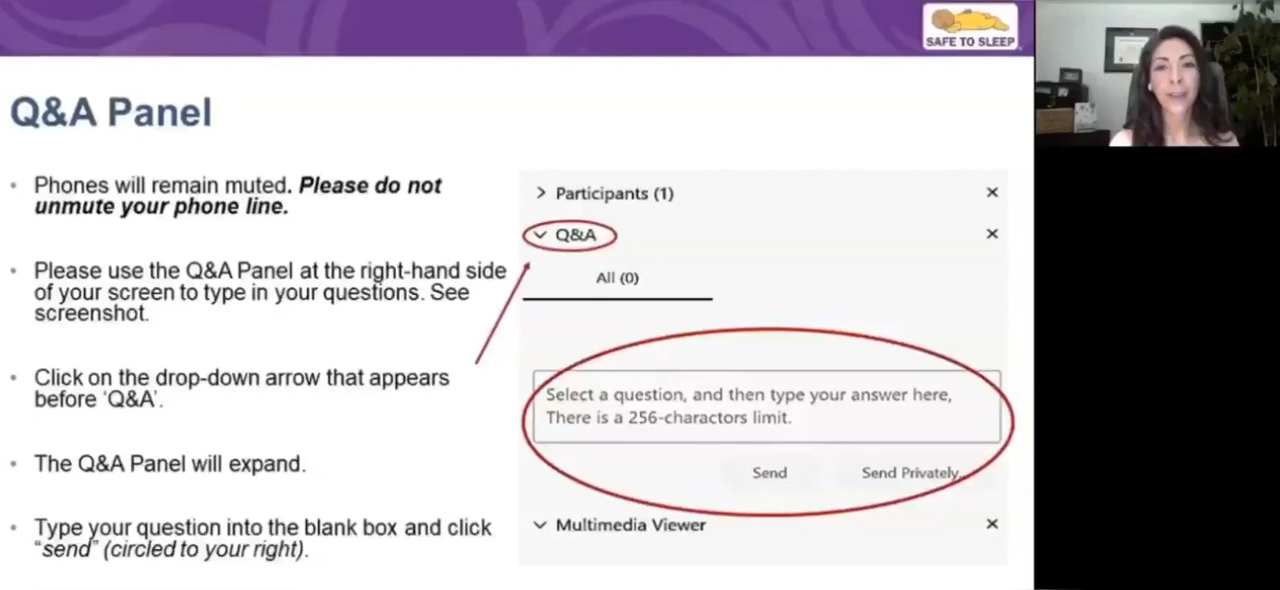 SAFE TO SLEEP
Q&A Panel
• Phones will remain muted. Please do not
unmute your phone line.
• Please use the Q&A Panel at the right-hand side
of your screen to type in your questions. See
screenshot.
• Click on the drop-down arrow that appears
before ‘Q&A’.
• The Q&A Panel will expand.
• Type your question into the blank box and click
“send” (circled to your right).
Participants (1)
Q&A
All (0)
Select a question, and then type your answer here,
There is a 256-charactors limit.
Send Send Privately
Multimedia Viewer